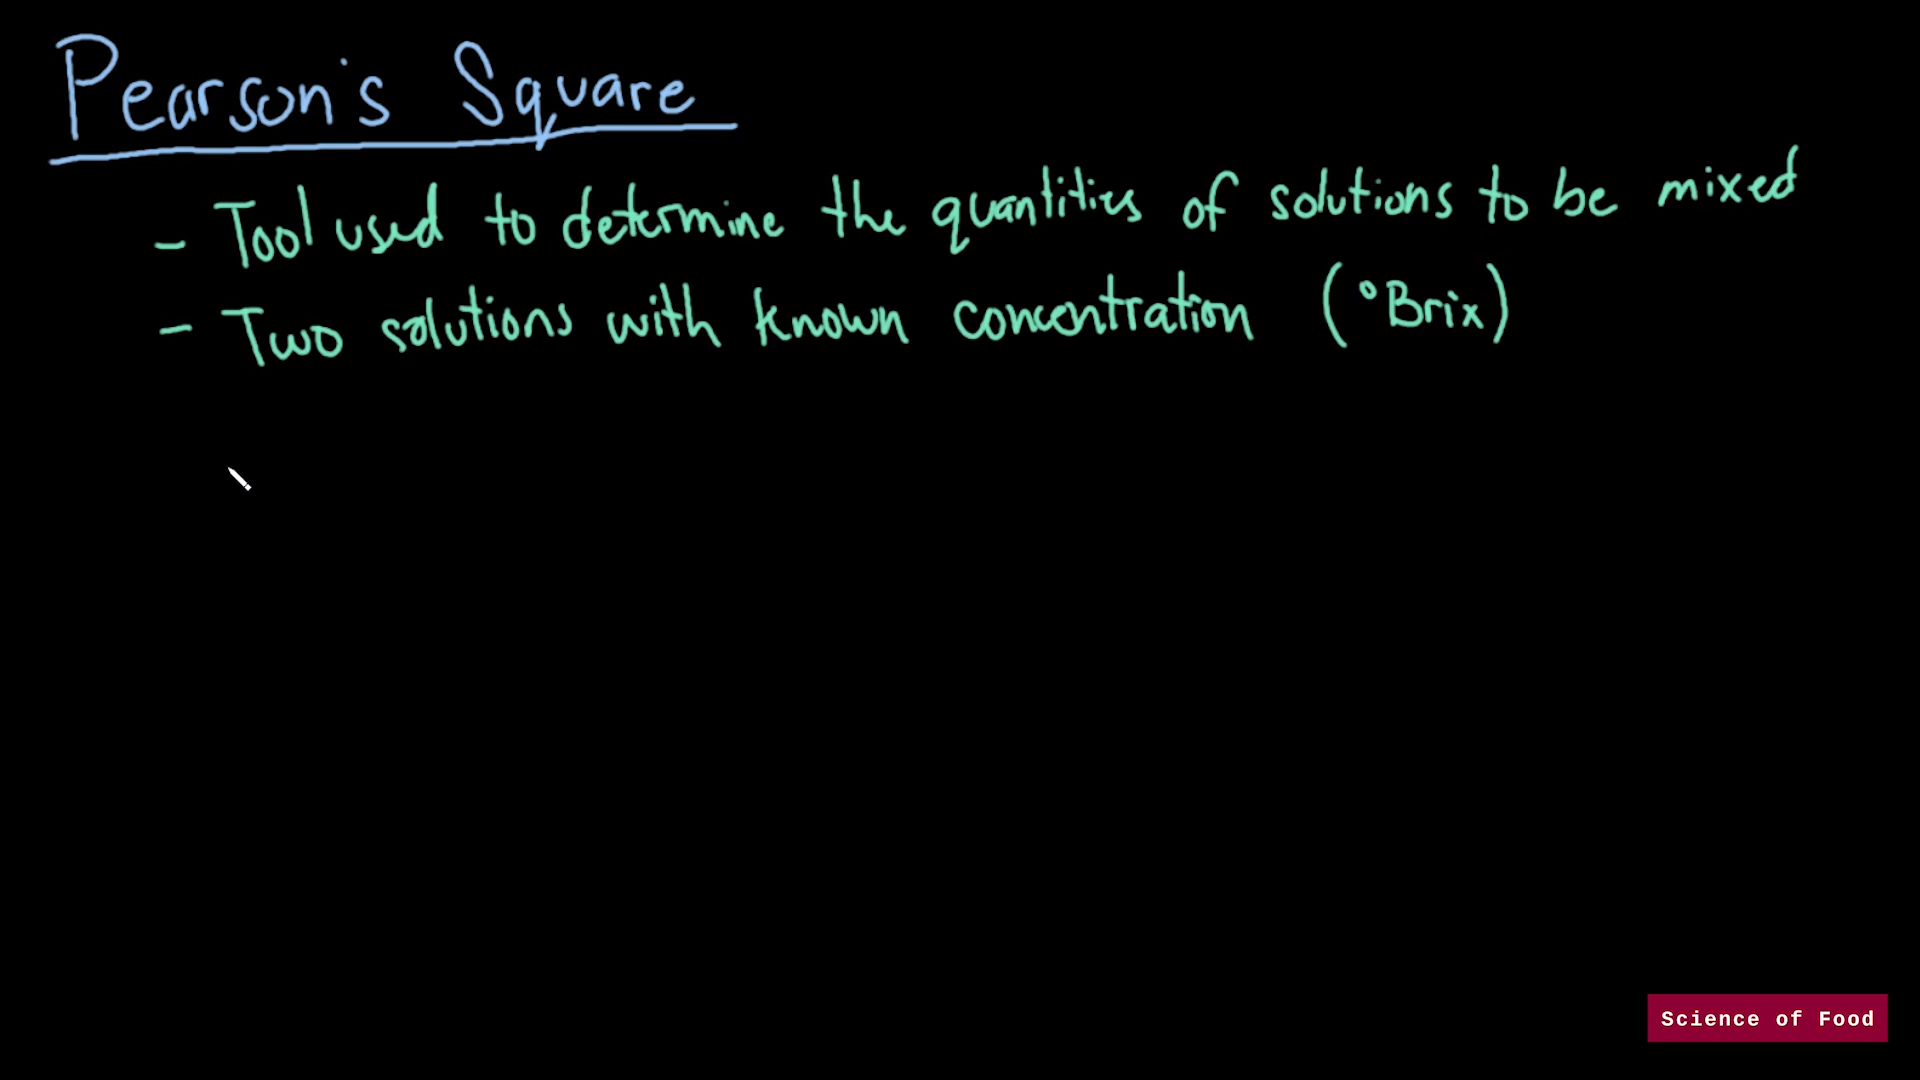 Pearson's Square
- Tool used to determine the quantities of solutions to be mixed
- Two solutions with known concentration (°Brix)
Science of Food